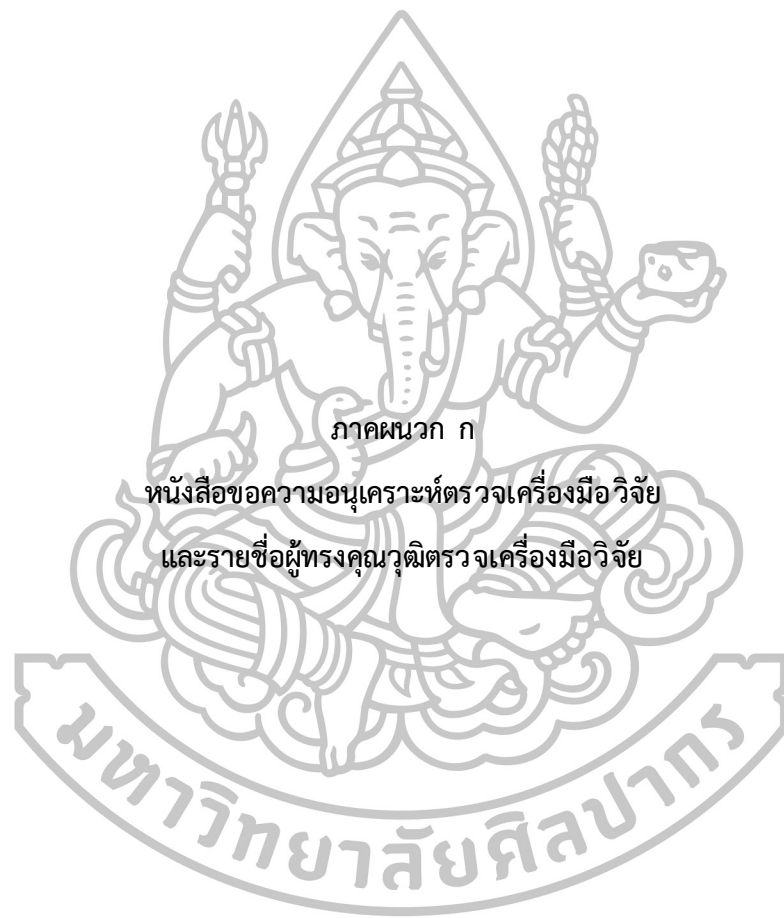 ภาคผนวก ก
หนังสือขอความอนุเคราะห์ตรวจเครื่องมือวิจัย
และรายชื่อผู้ทรงคุณวุฒิตรวจเครื่องมือวิจัย
มหาวิทยาลัยศิลปากร